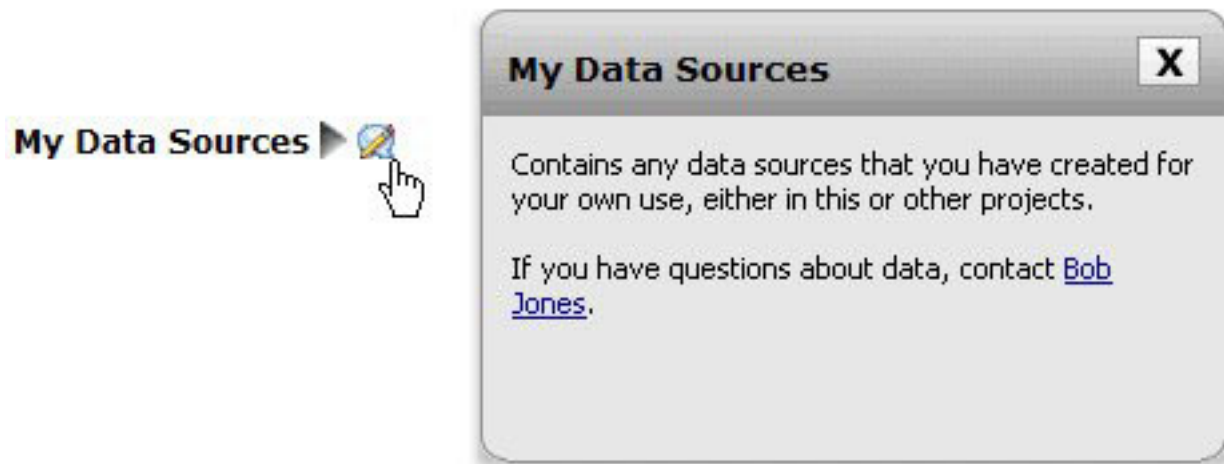 My Data Sources
My Data Sources
X
Contains any data sources that you have created for
your own use, either in this or other projects.
If you have questions about data, contact Bob
Jones.